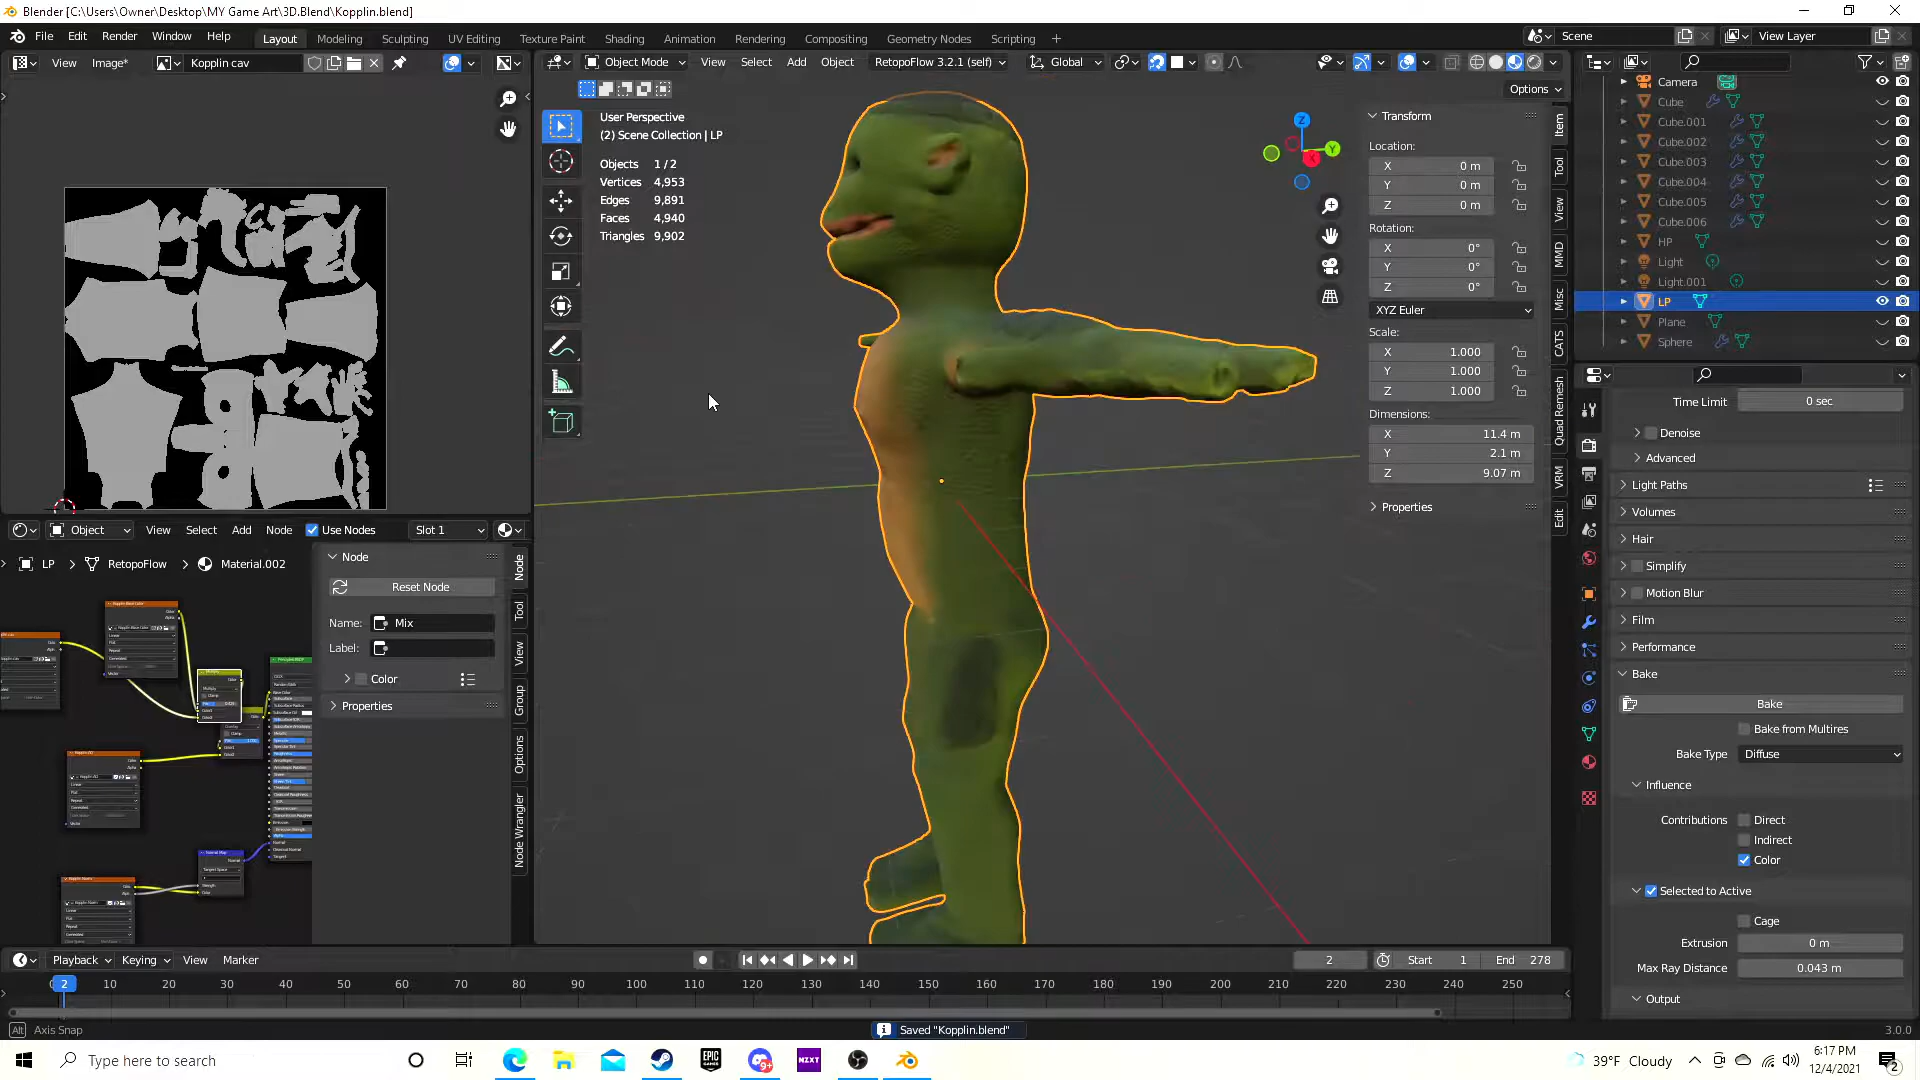 Blender [C:\Users\Owner\Desktop\MY Game Art\3D.Blend\Kopplin.blend]
File Edit Render Window Help
Layout Modeling Sculpting UV Editing Texture Paint Shading Animation Rendering Compositing Geometry Nodes Scripting +
Scene
View Layer
View Image*
Kopplin cav
Object Mode View Select Add Object RetopoFlow 3.2.1 (self) Global
Options
User Perspective
(2) Scene Collection | LP
Objects 1 / 2
Vertices 4,953
Edges 9,891
Faces 4,940
Triangles 9,902
Z
Y
X
Transform
Location:
X 0 m
Y 0 m
Z 0 m
Rotation:
X 0°
Y 0°
Z 0°
XYZ Euler
Scale:
X 1.000
Y 1.000
Z 1.000
Dimensions:
X 11.4 m
Y 2.1 m
Z 9.07 m
Properties
Item
Tool
View
MMD
Misc
CATS
Quad Remesh
VRM
Edit
Camera
Cube
Cube.001
Cube.002
Cube.003
Cube.004
Cube.005
Cube.006
HP
Light
Light.001
LP
Plane
Sphere
Time Limit 0 sec
Denoise
Advanced
Light Paths
Volumes
Hair
Simplify
Motion Blur
Film
Performance
Bake
Bake
Bake from Multires
Bake Type Diffuse
Influence
Contributions Direct
Indirect
Color
Selected to Active
Cage
Extrusion 0 m
Max Ray Distance 0.043 m
Output
Object View Select Add Node Use Nodes Slot 1
LP > RetopoFlow > Material.002
Node
Reset Node
Name: Mix
Label:
Color
Properties
Node
Tool
View
Group
Options
Node Wrangler
Playback Keying View Marker
2 Start 1 End 278
0 2 10 20 30 40 50 60 70 80 90 100 110 120 130 140 150 160 170 180 190 200 210 220 230 240 250
Alt Axis Snap
Saved "Kopplin.blend"
3.0.0
Type here to search
EPIC GAMES
NZXT
39°F Cloudy
6:17 PM
12/4/2021
2